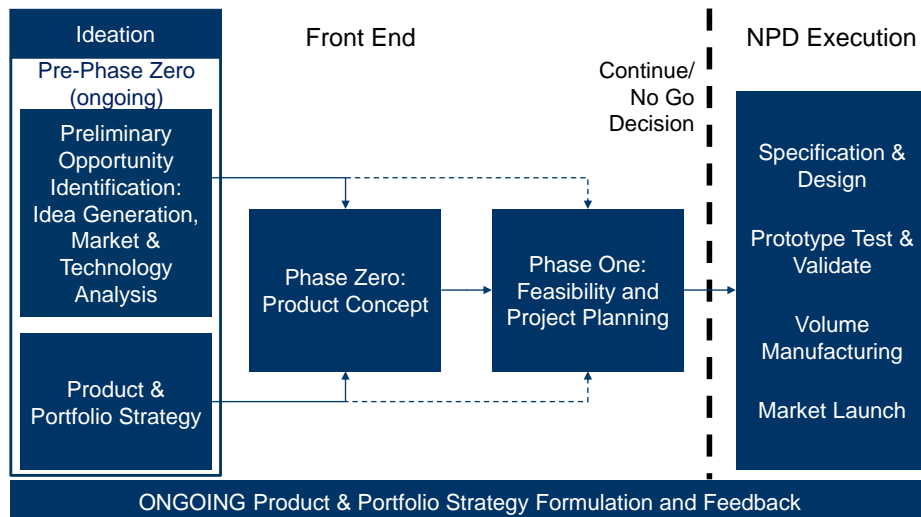 Ideation
Front End
NPD Execution
Pre-Phase Zero
(ongoing)
Preliminary
Opportunity
Identification:
Idea Generation,
Market &
Technology
Analysis
Product &
Portfolio Strategy
Phase Zero:
Product Concept
Phase One:
Feasibility and
Project Planning
Continue/
No Go
Decision
Specification &
Design
Prototype Test &
Validate
Volume
Manufacturing
Market Launch
ONGOING Product & Portfolio Strategy Formulation and Feedback